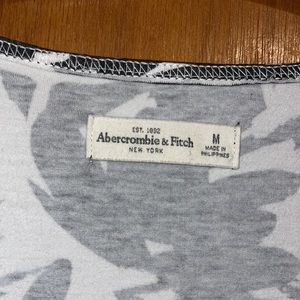 EST. 1892
Abercrombie & Fitch
NEW YORK
M
MADE IN
PHILIPPINES